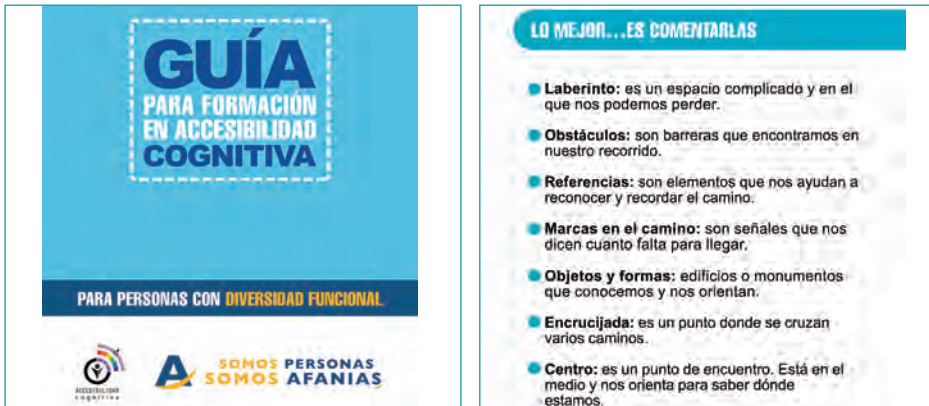 GUÍA
PARA FORMACIÓN
EN ACCESIBILIDAD
COGNITIVA
PARA PERSONAS CON DIVERSIDAD FUNCIONAL
ACCESIBILIDAD
cognitiva
A SOMOS PERSONAS
SOMOS AFANIAS
LO MEJOR...ES COMENTARLAS
Laberinto: es un espacio complicado y en el
que nos podemos perder.
Obstáculos: son barreras que encontramos en
nuestro recorrido.
Referencias: son elementos que nos ayudan a
reconocer y recordar el camino.
Marcas en el camino: son señales que nos
dicen cuanto falta para llegar.
Objetos y formas: edificios o monumentos
que conocemos y nos orientan.
Encrucijada: es un punto donde se cruzan
varios caminos.
Centro: es un punto de encuentro. Está en el
medio y nos orienta para saber dónde
estamos.